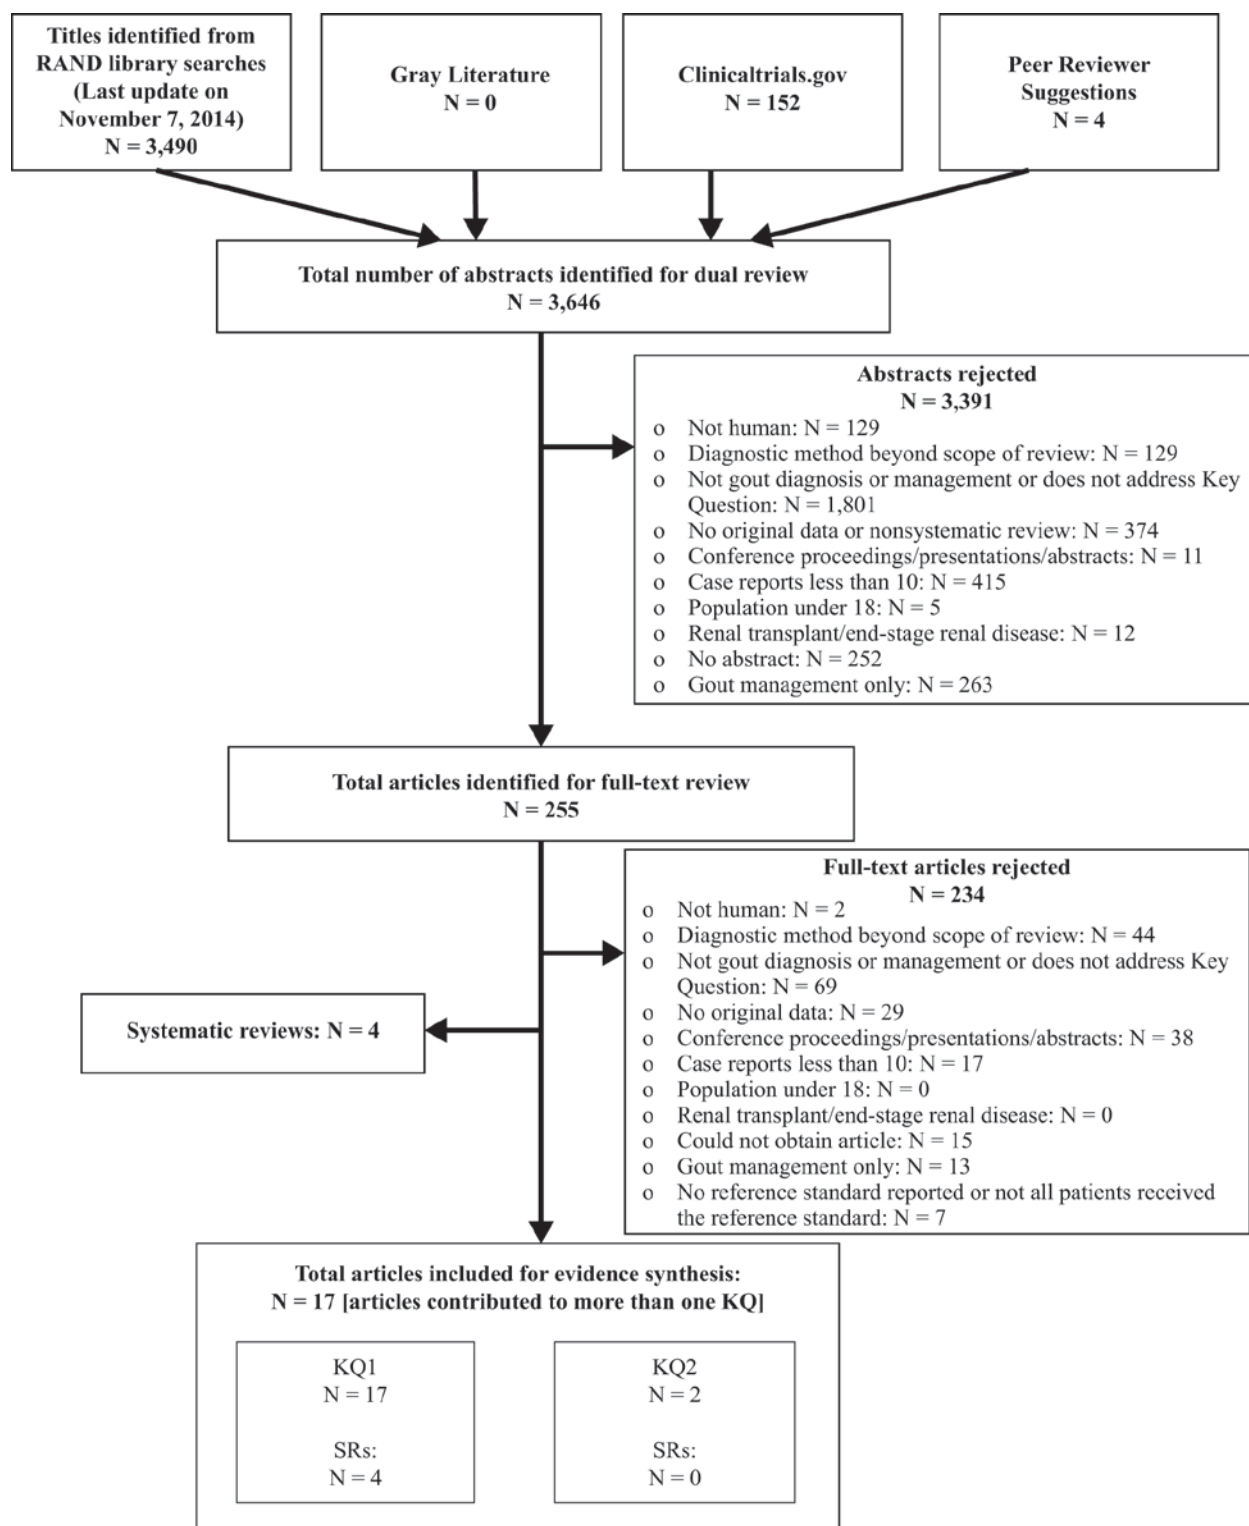 Titles identified from
RAND library searches
(Last update on
November 7, 2014)
N = 3,490
Gray Literature
N = 0
Clinicaltrials.gov
N = 152
Peer Reviewer
Suggestions
N = 4
Total number of abstracts identified for dual review
N = 3,646
Abstracts rejected
N = 3,391
o Not human: N = 129
o Diagnostic method beyond scope of review: N = 129
o Not gout diagnosis or management or does not address Key
Question: N = 1,801
o No original data or nonsystematic review: N = 374
o Conference proceedings/presentations/abstracts: N = 11
o Case reports less than 10: N = 415
o Population under 18: N = 5
o Renal transplant/end-stage renal disease: N = 12
o No abstract: N = 252
o Gout management only: N = 263
Total articles identified for full-text review
N = 255
Full-text articles rejected
N = 234
o Not human: N = 2
o Diagnostic method beyond scope of review: N = 44
o Not gout diagnosis or management or does not address Key
Question: N = 69
o No original data: N = 29
o Conference proceedings/presentations/abstracts: N = 38
o Case reports less than 10: N = 17
o Population under 18: N = 0
o Renal transplant/end-stage renal disease: N = 0
o Could not obtain article: N = 15
o Gout management only: N = 13
o No reference standard reported or not all patients received
the reference standard: N = 7
Systematic reviews: N = 4
Total articles included for evidence synthesis:
N = 17 [articles contributed to more than one KQ]
KQ1
N = 17
SRs:
N = 4
KQ2
N = 2
SRs:
N = 0